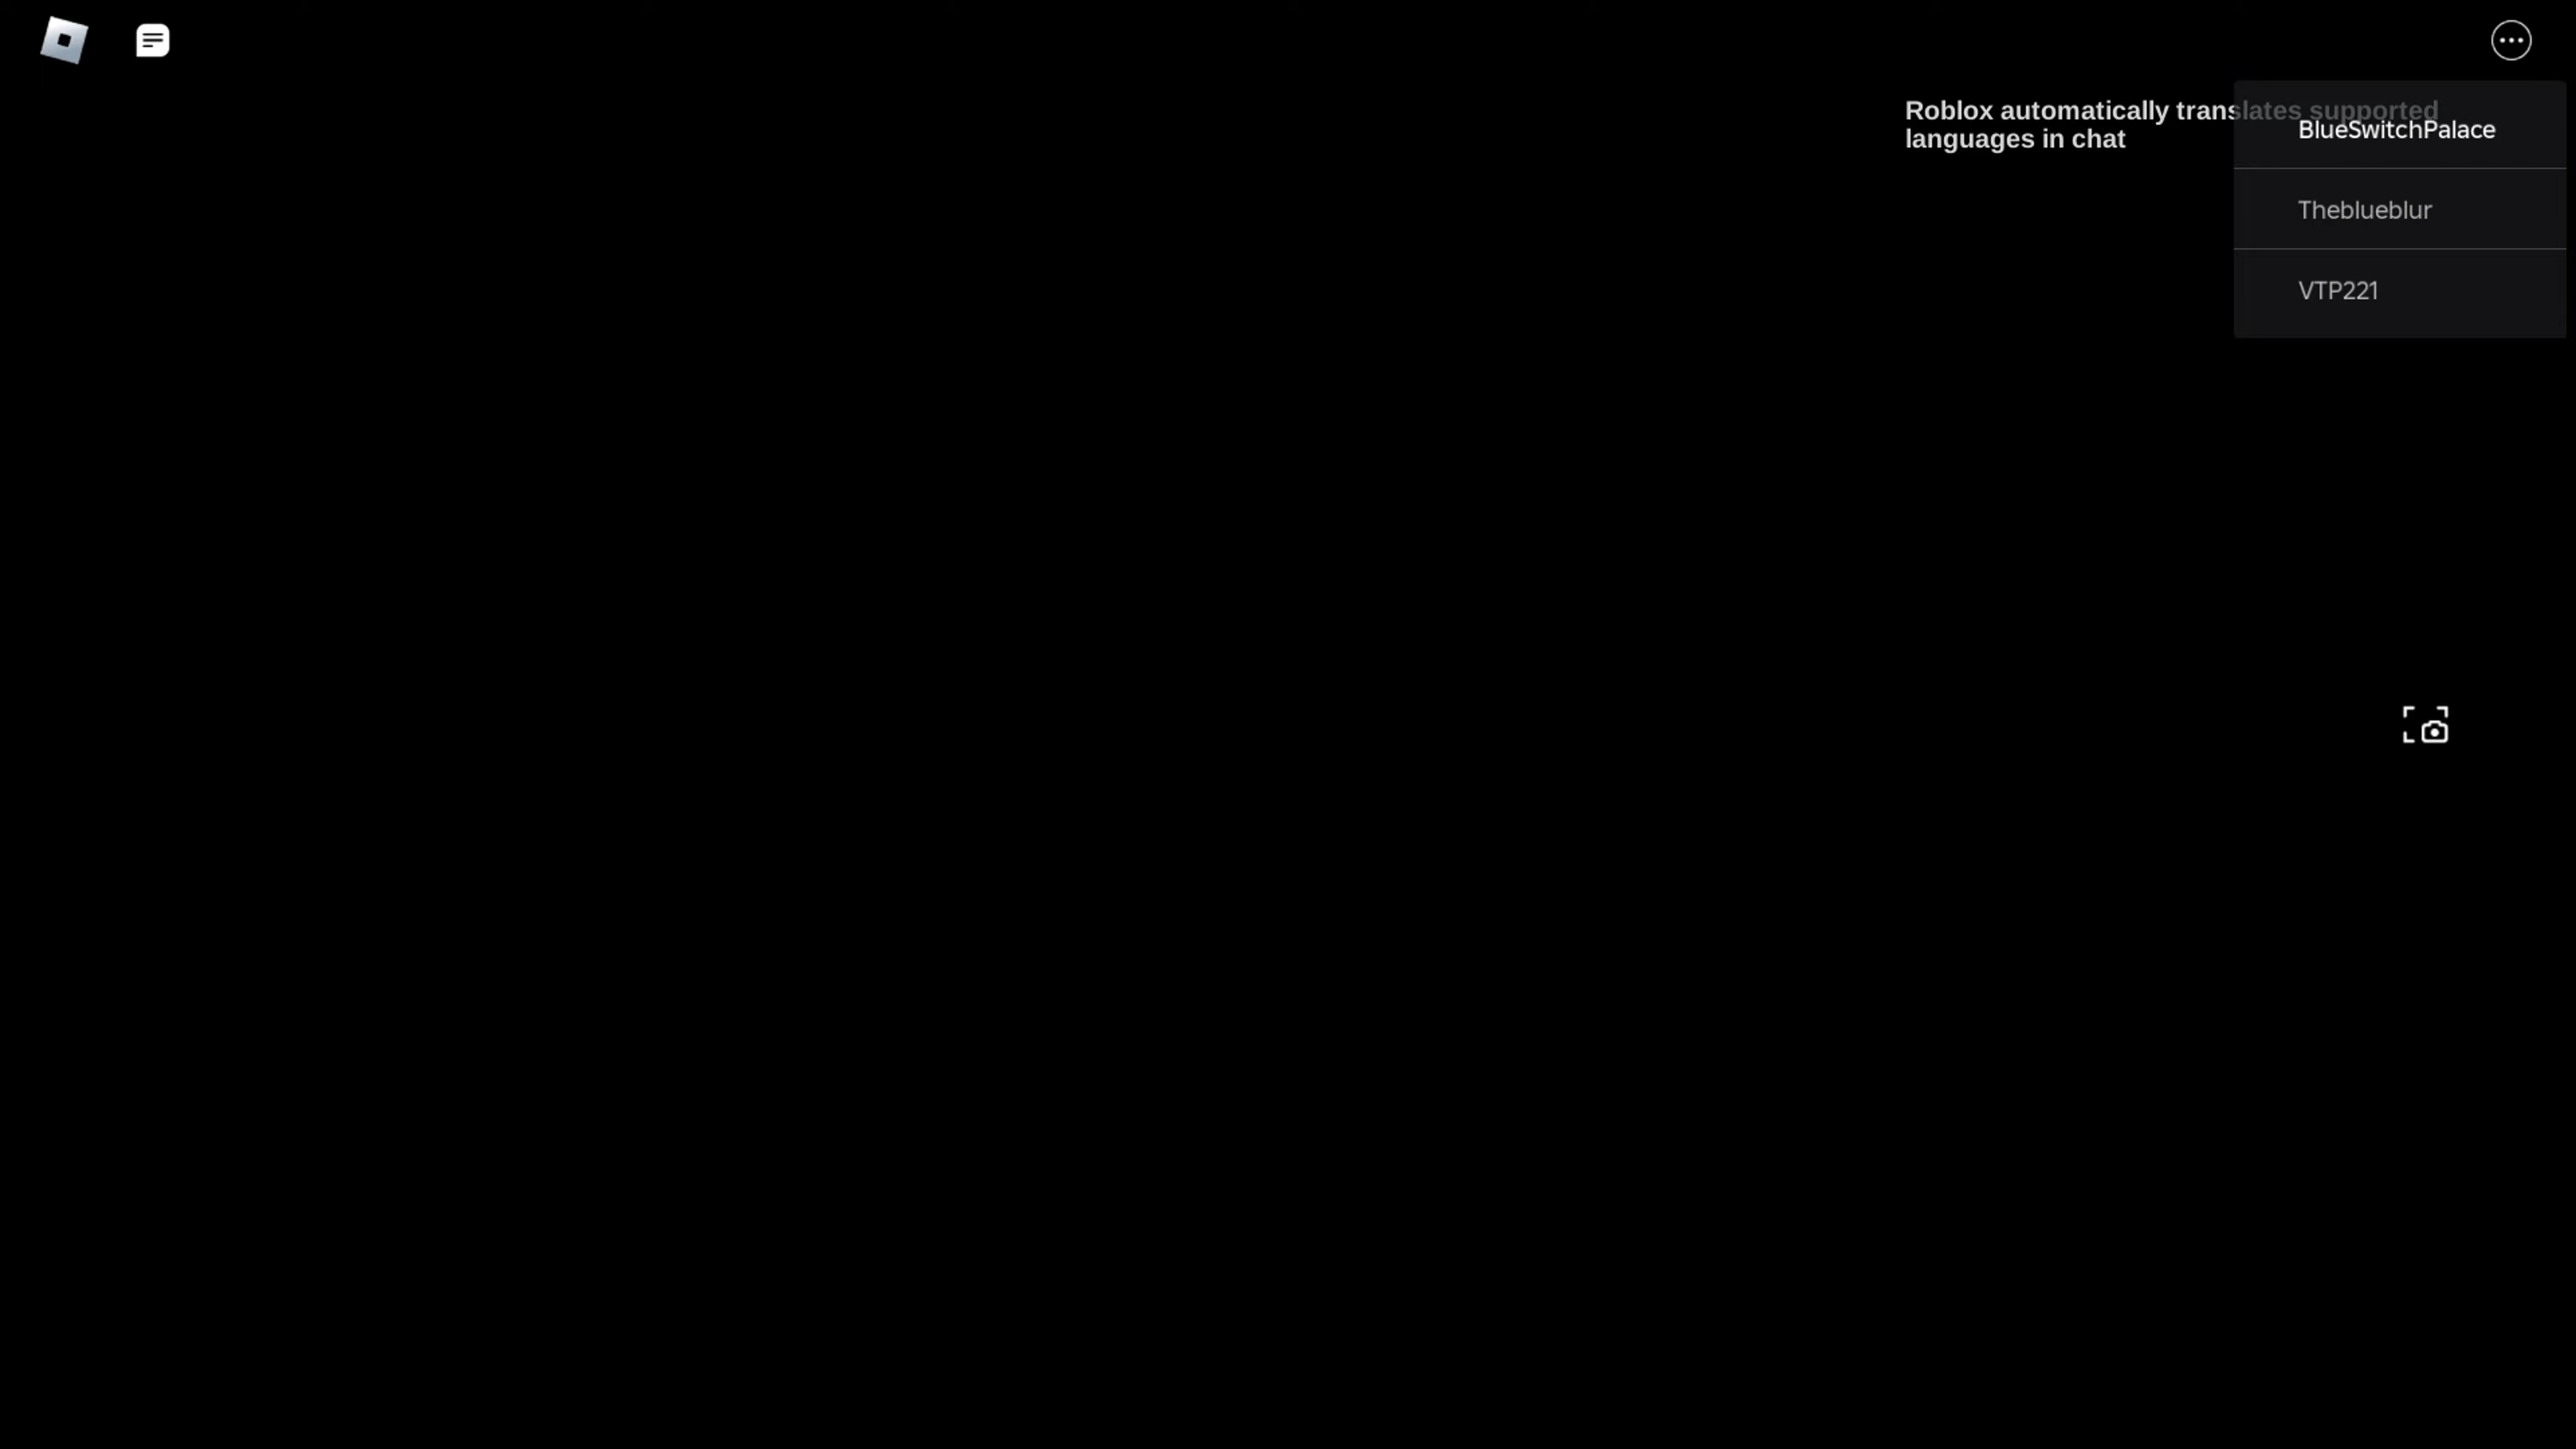 Roblox automatically translates supported
languages in chat
BlueSwitchPalace
Theblueblur
VTP221